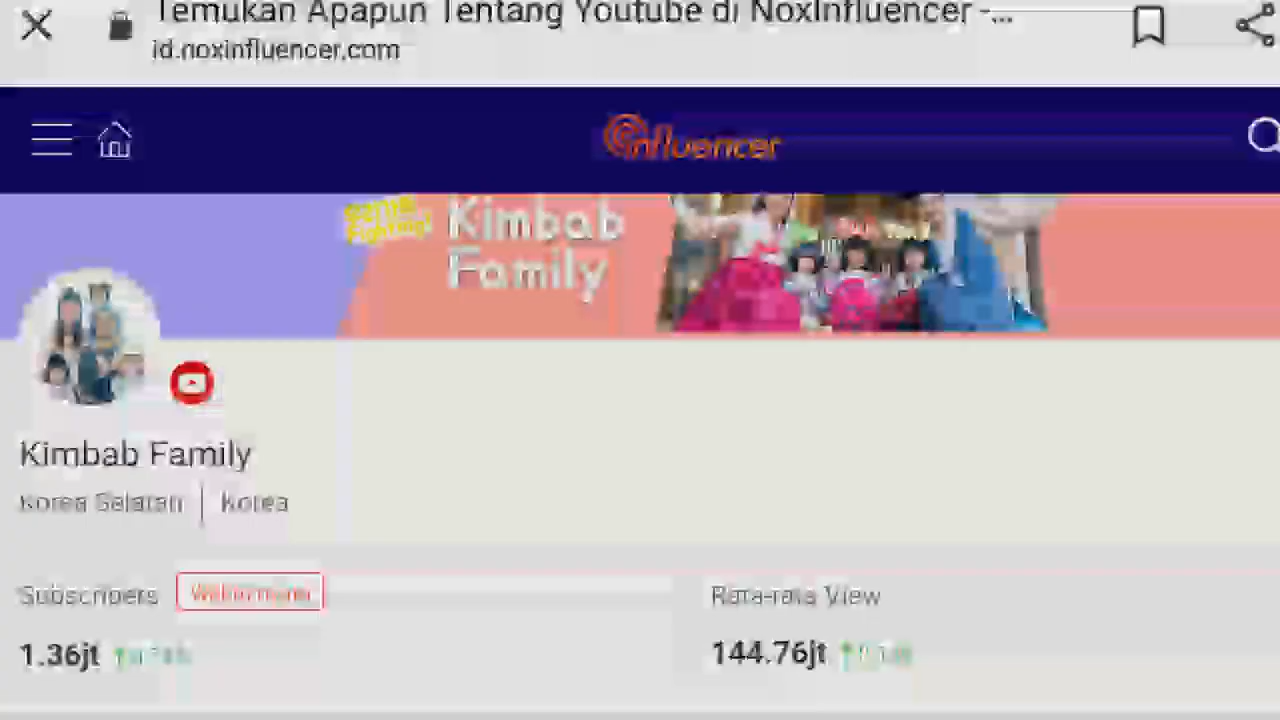 Temukan Apapun Tentang Youtube di NoxInfluencer -...
id.noxinfluencer.com
influencer
Kimbab
Family
Kimbab Family
Korea Selatan | Korea
Subscribers
Rata-rata View
1.36jt
144.76jt